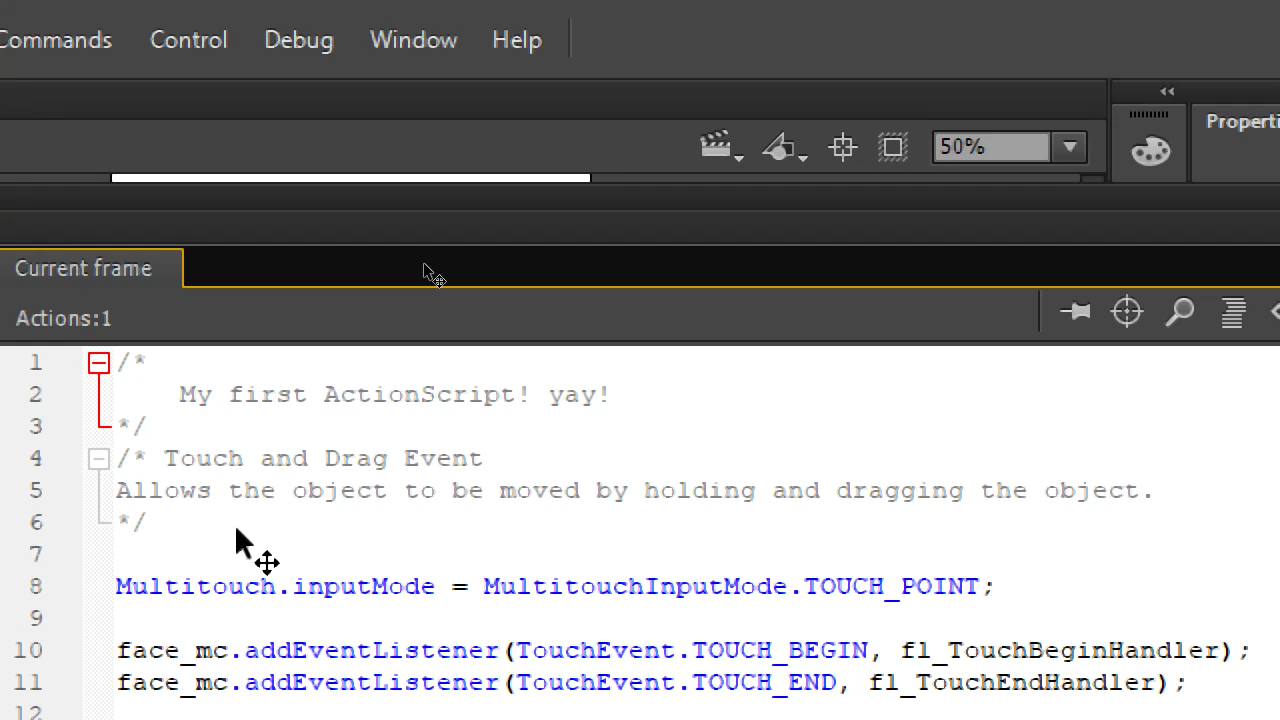 Commands Control Debug Window Help
50%
Properti
Current frame
Actions:1
1 /*
2 My first ActionScript! yay!
3 */
4 /* Touch and Drag Event
5 Allows the object to be moved by holding and dragging the object.
6 */
7
8 Multitouch.inputMode = MultitouchInputMode.TOUCH_POINT;
9
10 face_mc.addEventListener(TouchEvent.TOUCH_BEGIN, fl_TouchBeginHandler);
11 face_mc.addEventListener(TouchEvent.TOUCH_END, fl_TouchEndHandler);
12